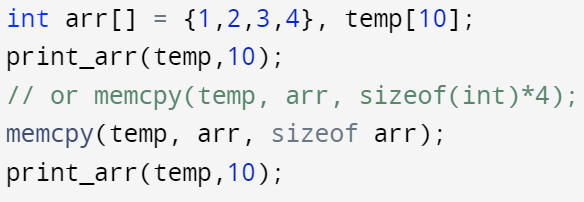 int arr[] = {1,2,3,4}, temp[10];
print_arr(temp,10);
// or memcpy(temp, arr, sizeof(int)*4);
memcpy(temp, arr, sizeof arr);
print_arr(temp,10);